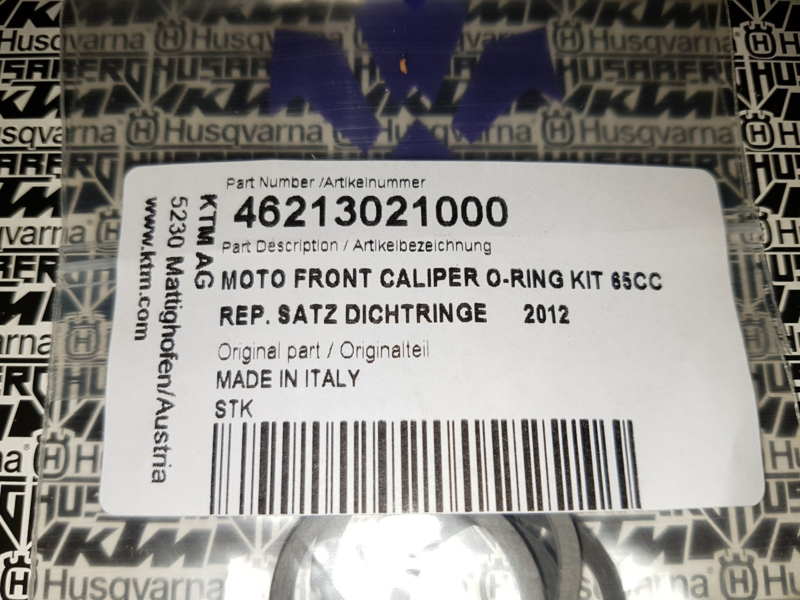 Part Number /Artikelnummer
46213021000
Part Description / Artikelbezeichnung
MOTO FRONT CALIPER O-RING KIT 65CC
REP. SATZ DICHTRINGE 2012
Original part / Originalteil
MADE IN ITALY
STK
KTM AG
5230 Mattighofen/Austria
www.ktm.com
Husqvarna
HUSABERG
KTM
Husqvarna